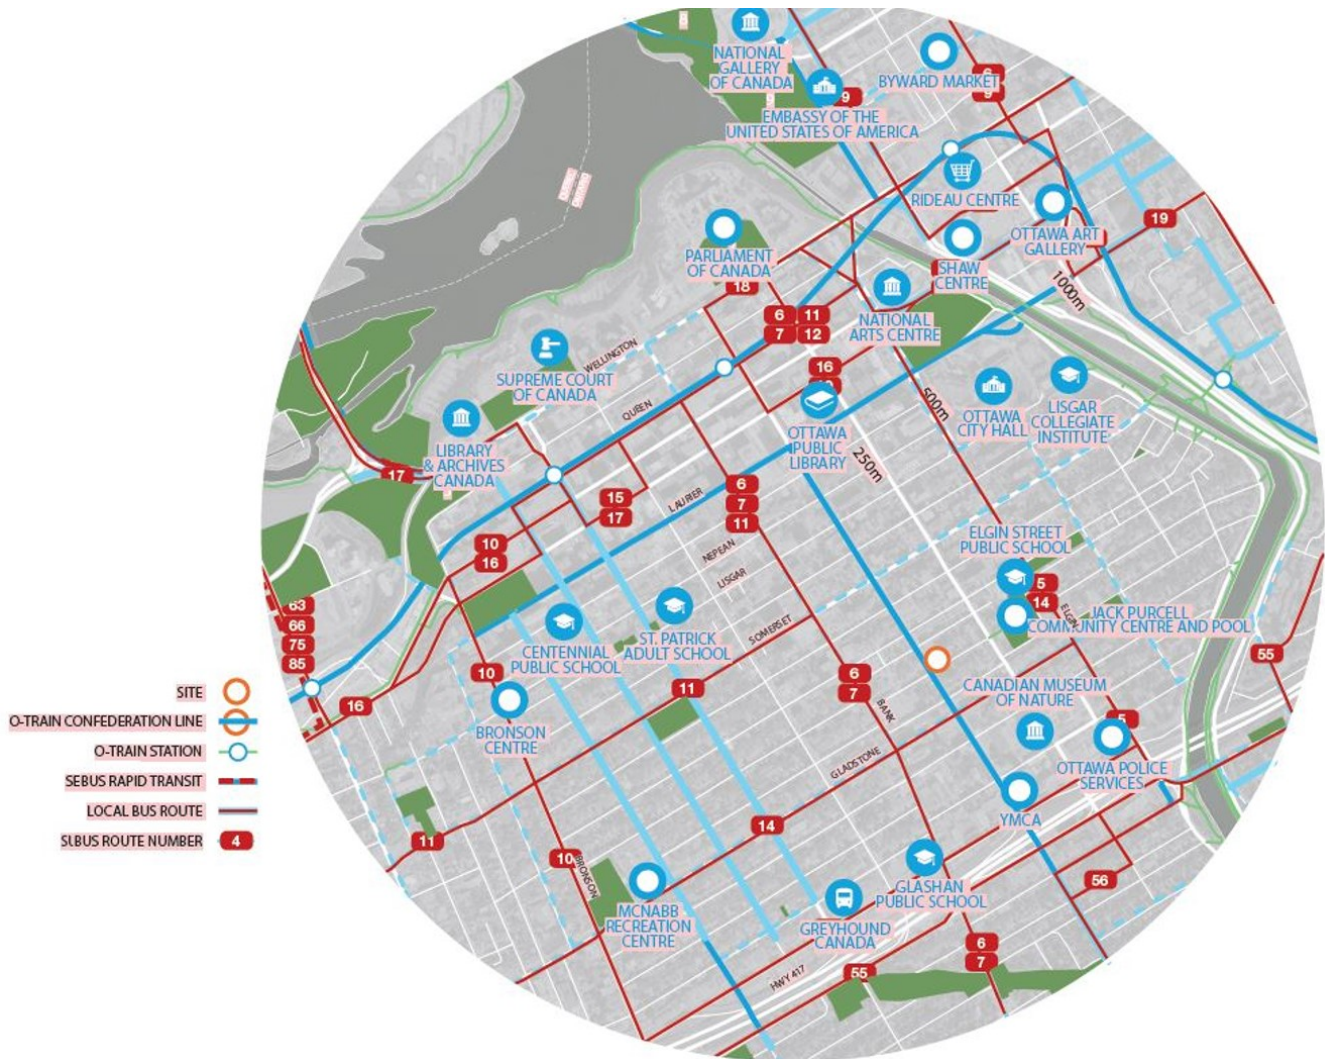 NATIONAL
GALLERY
OF CANADA
BYWARD MARKET
6
9
9
EMBASSY OF THE
UNITED STATES OF AMERICA
RIDEAU CENTRE
OTTAWA ART
GALLERY
19
PARLIAMENT
OF CANADA
SHAW
CENTRE
1000m
18
NATIONAL
ARTS CENTRE
6
11
7
12
WELLINGTON
SUPREME COURT
OF CANADA
16
QUEEN
500m
OTTAWA
CITY HALL
LISGAR
COLLEGIATE
INSTITUTE
OTTAWA
PUBLIC
LIBRARY
250m
LIBRARY
& ARCHIVES
CANADA
17
15
17
LAURIER
6
7
11
10
16
NEPEAN
LISGAR
ELGIN STREET
PUBLIC SCHOOL
5
14
ELGIN
JACK PURCELL
COMMUNITY CENTRE AND POOL
63
66
75
85
SOMERSET
CENTENNIAL
PUBLIC SCHOOL
ST. PATRICK
ADULT SCHOOL
55
10
11
6
7
BANK
CANADIAN MUSEUM
OF NATURE
16
BRONSON
CENTRE
5
GLADSTONE
OTTAWA POLICE
SERVICES
YMCA
14
11
10
BRONSON
GLASHAN
PUBLIC SCHOOL
56
MCNABB
RECREATION
CENTRE
GREYHOUND
CANADA
6
7
HWY 417
55
SITE
O-TRAIN CONFEDERATION LINE
O-TRAIN STATION
SEBUS RAPID TRANSIT
LOCAL BUS ROUTE
SI.BUS ROUTE NUMBER
4